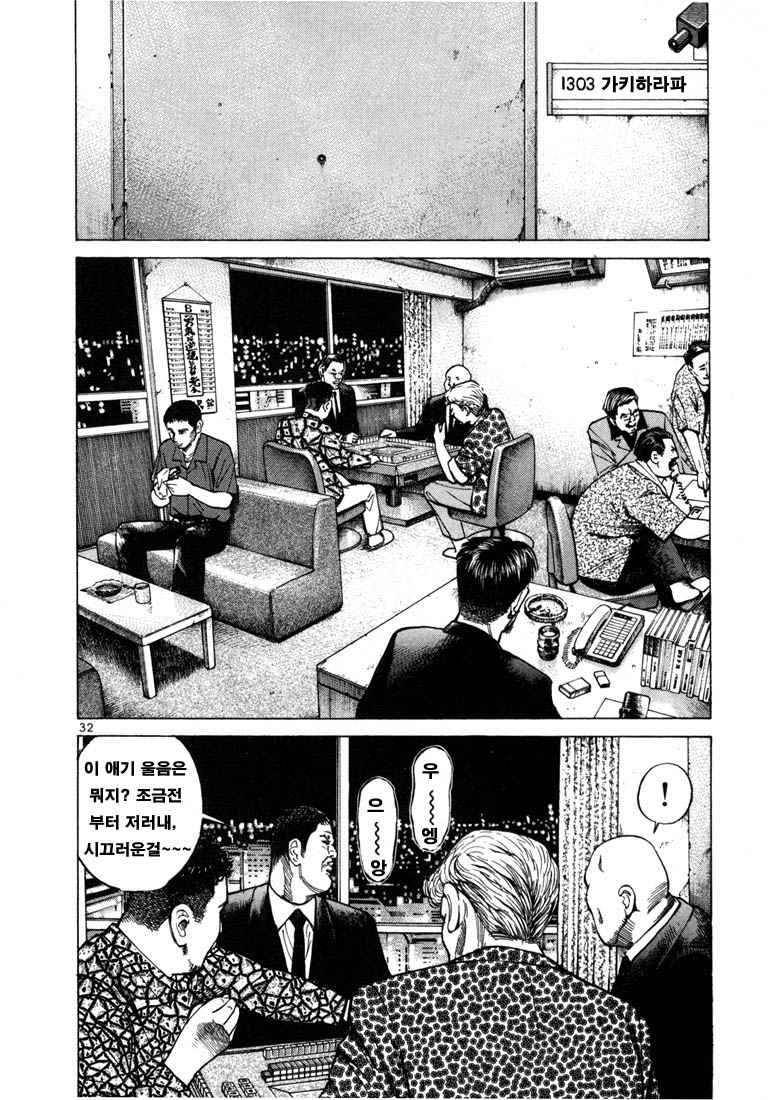 1303 가키하라파
32
이 애기 울음은
뭐지? 조금전
부터 저러내,
시끄러운걸~~~
우~~엥
으~~앙
!